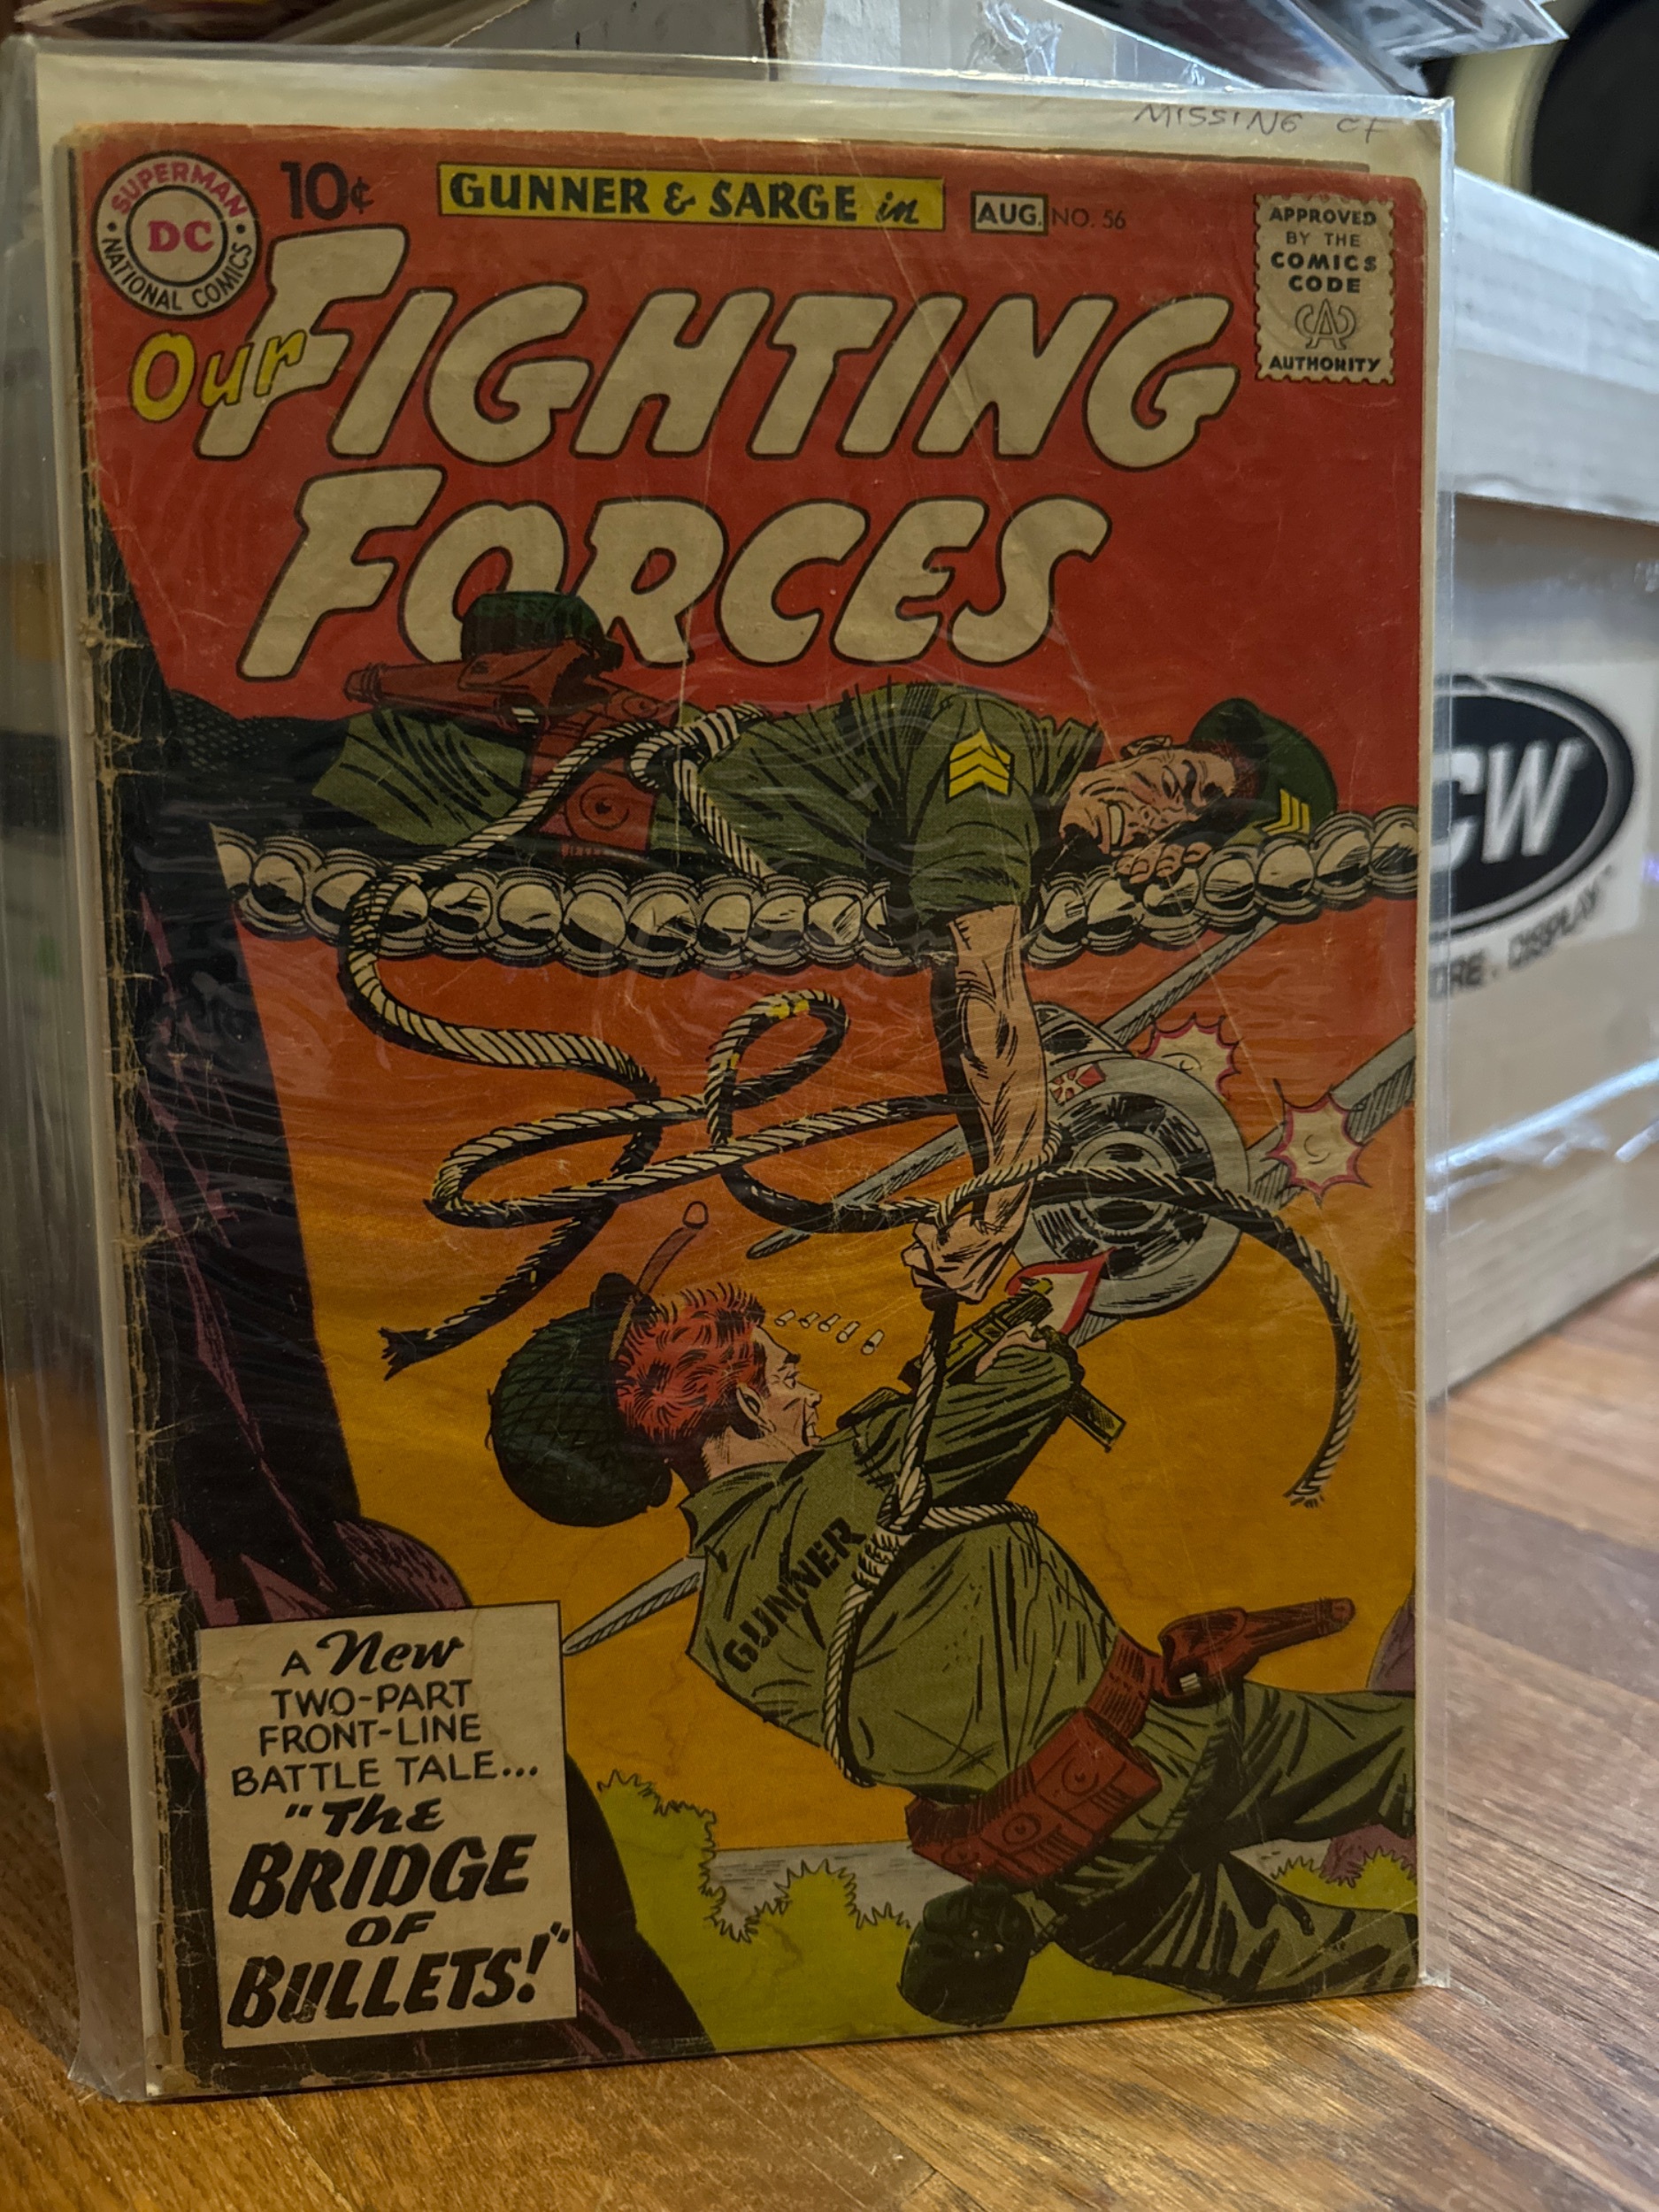 MISSING CF
SUPERMAN
DC
NATIONAL COMICS
10¢
GUNNER & SARGE in
AUG. NO. 56
APPROVED
BY THE
COMICS
CODE
CA
AUTHORITY
Our FIGHTING
FORCES
CW
GUNNER
A New
TWO-PART
FRONT-LINE
BATTLE TALE...
"The
BRIDGE
OF
BULLETS!"